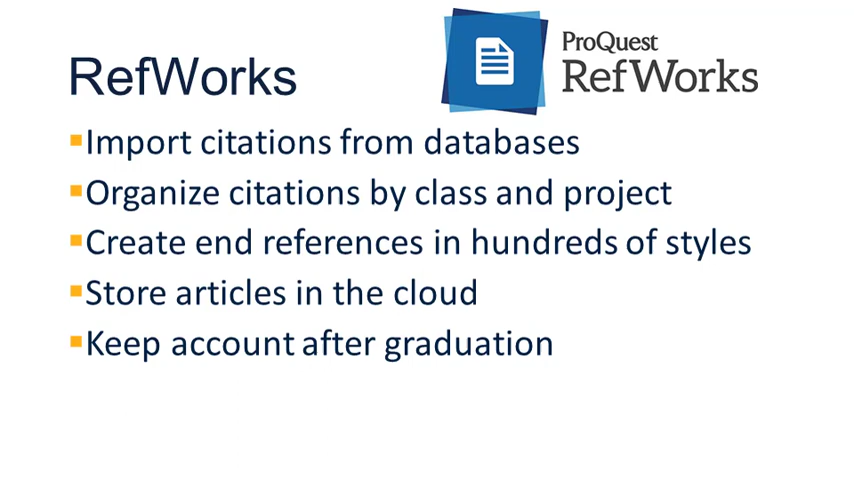 RefWorks
ProQuest
RefWorks
Import citations from databases
Organize citations by class and project
Create end references in hundreds of styles
Store articles in the cloud
Keep account after graduation